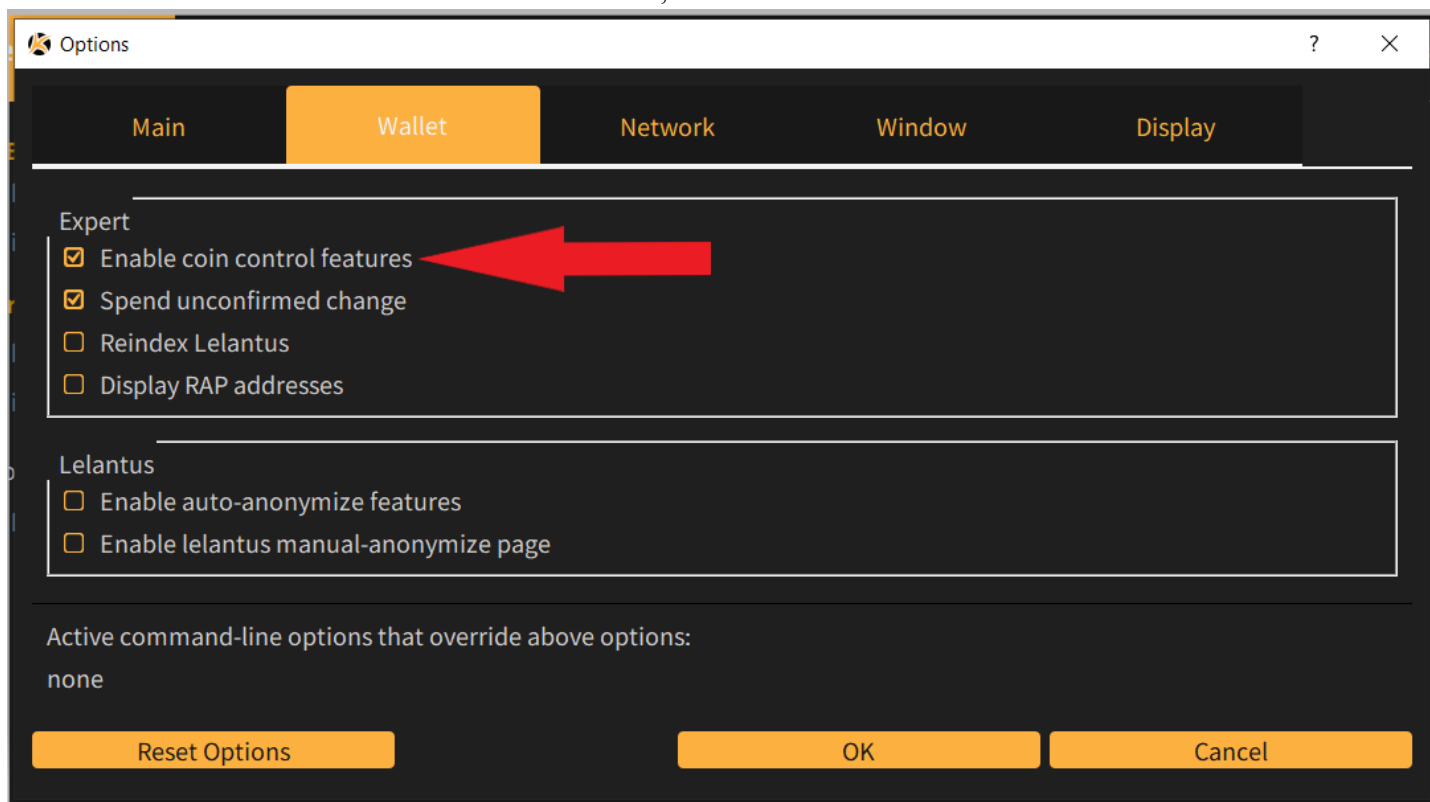 Options
?
Main Wallet Network Window Display
Expert
Enable coin control features
Spend unconfirmed change
Reindex Lelantus
Display RAP addresses
Lelantus
Enable auto-anonymize features
Enable lelantus manual-anonymize page
Active command-line options that override above options:
none
Reset Options OK Cancel